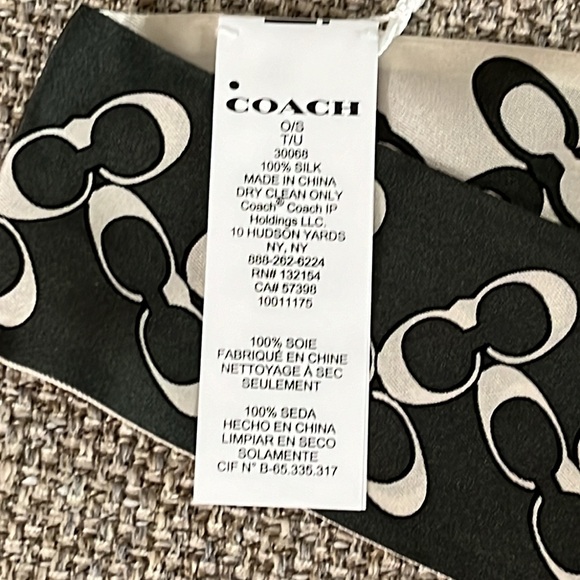 COACH
O/S
T/U
30068
100% SILK
MADE IN CHINA
DRY CLEAN ONLY
Coach® Coach IP
Holdings LLC.
10 HUDSON YARDS
NY, NY
888-262-6224
RN# 132154
CA# 57398
10011175
100% SOIE
FABRIQUÉ EN CHINE
NETTOYAGE À SEC
SEULEMENT
100% SEDA
HECHO EN CHINA
LIMPIAR EN SECO
SOLAMENTE
CIF N° B-65.335.317